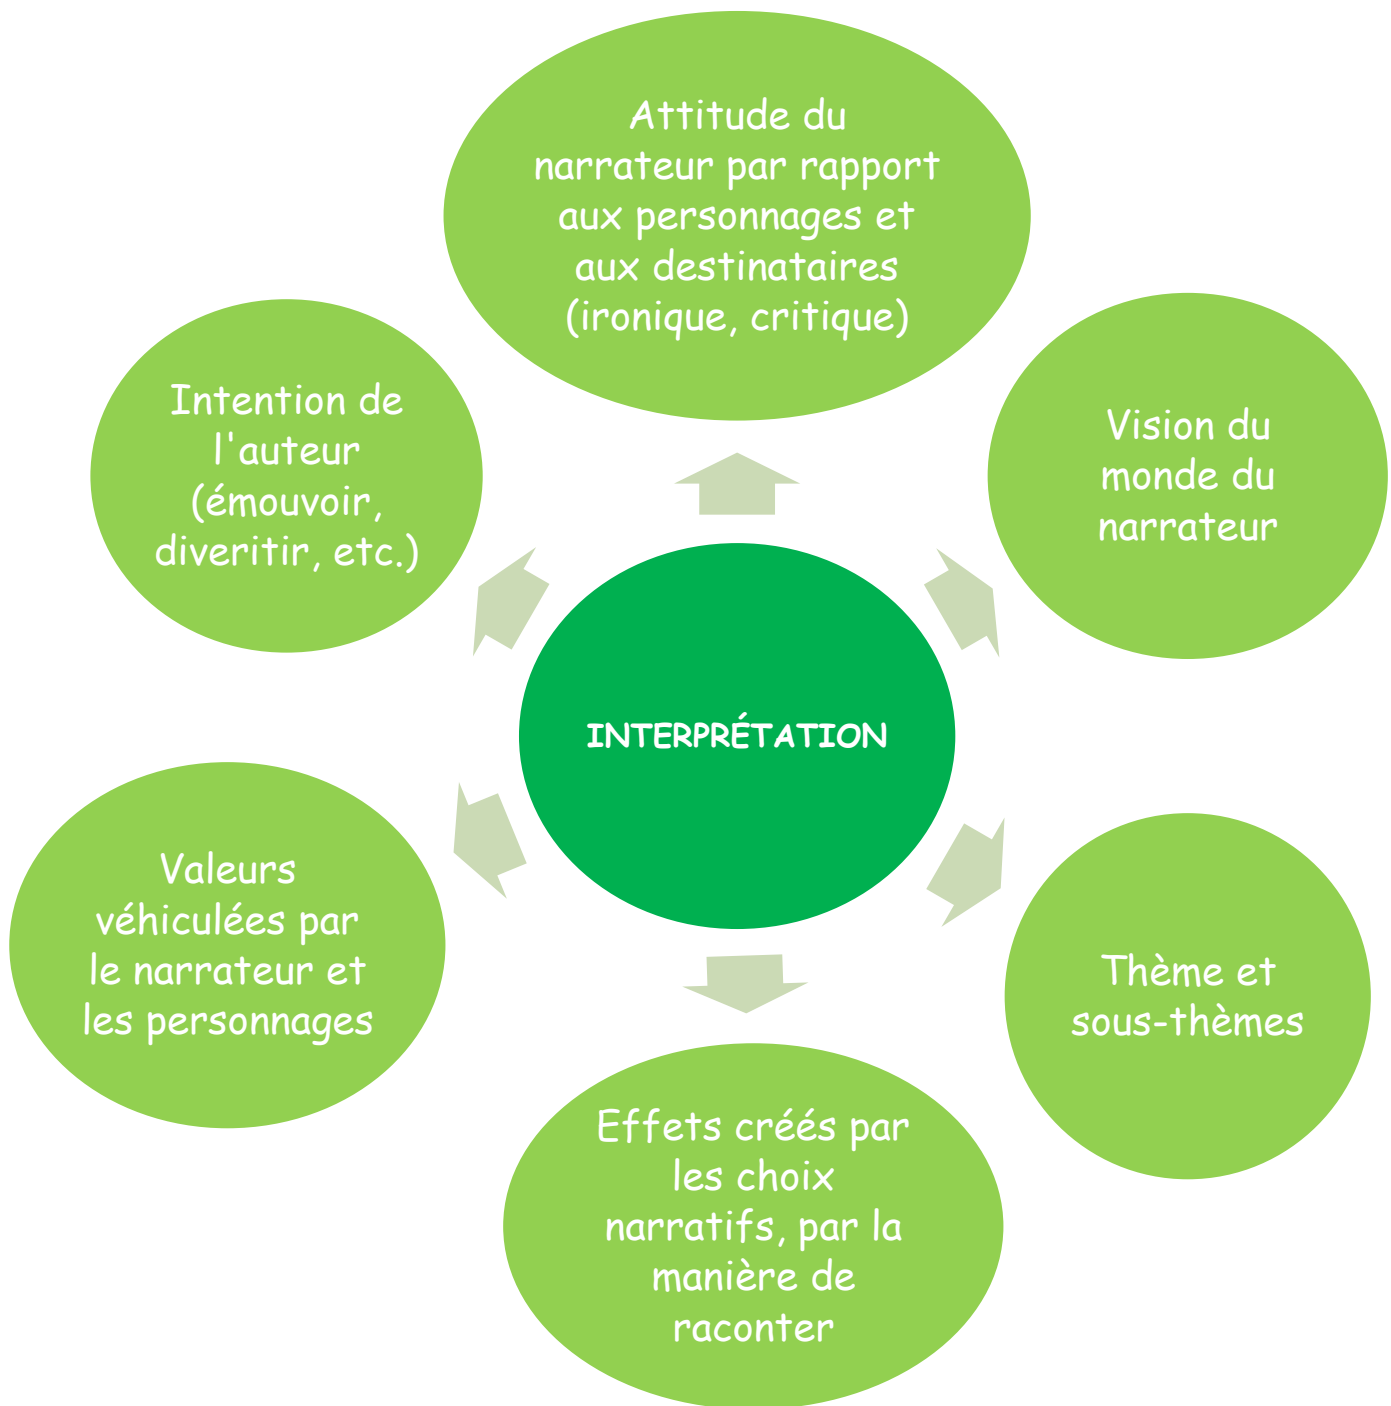 Attitude du
narrateur par rapport
aux personnages et
aux destinataires
(ironique, critique)
Vision du
monde du
narrateur
Thème et
sous-thèmes
Effets créés par
les choix
narratifs, par la
manière de
raconter
Valeurs
véhiculées par
le narrateur et
les personnages
Intention de
l'auteur
(émouvoir,
diveritir, etc.)
INTERPRÉTATION